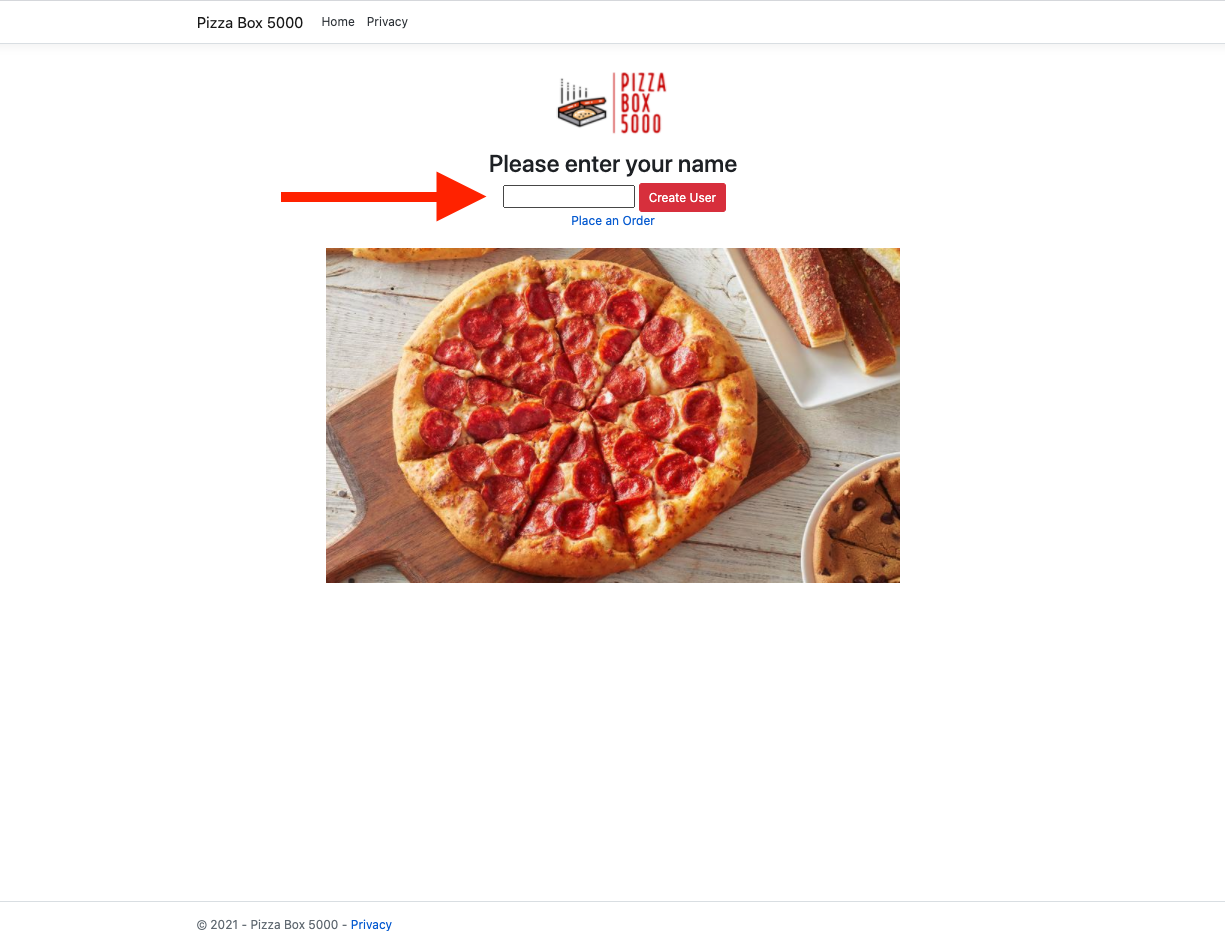 Pizza Box 5000 Home Privacy
PIZZA
BOX
5000
Please enter your name
Create User
Place an Order
© 2021 - Pizza Box 5000 - Privacy